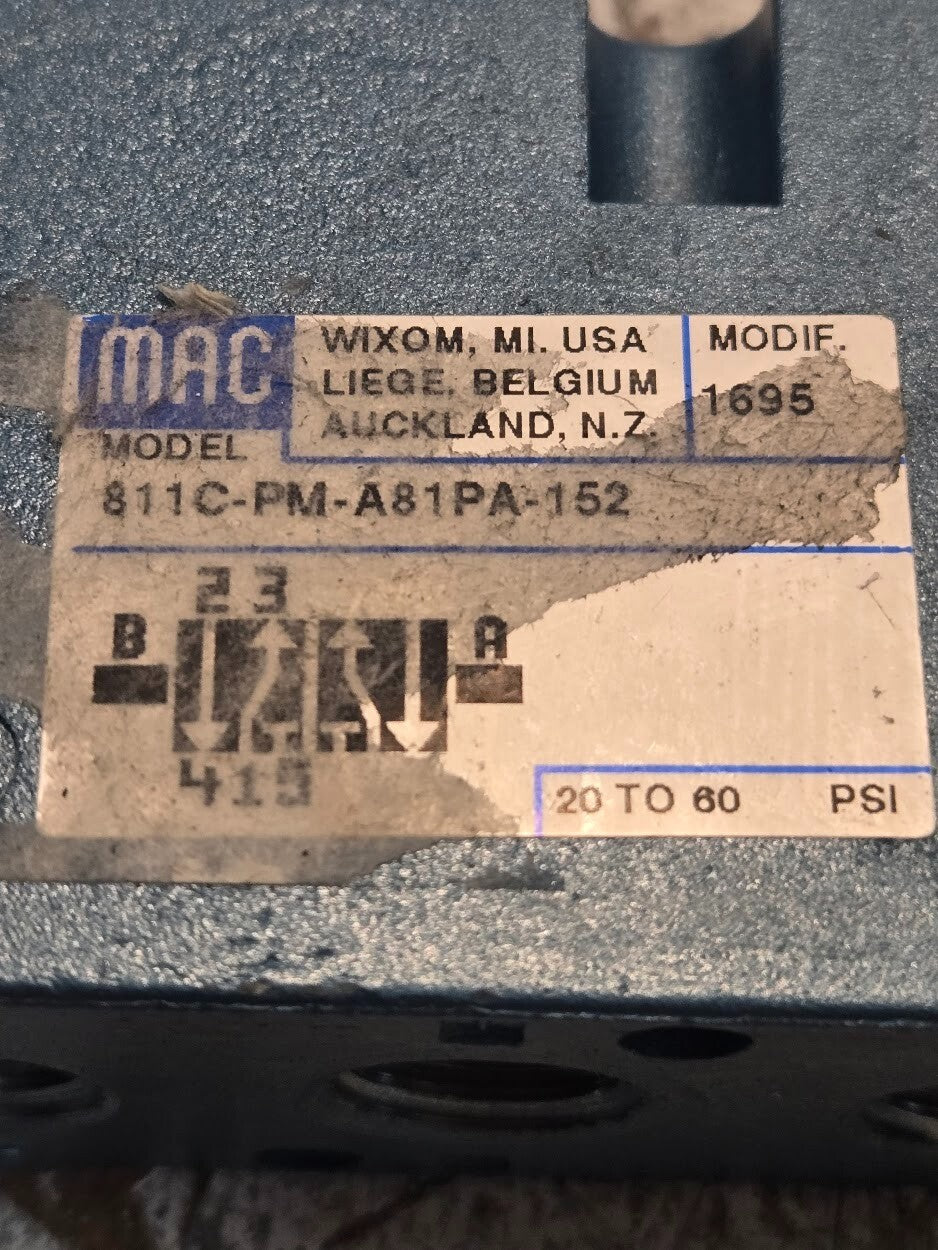 MAC
WIXOM, MI. USA
LIEGE, BELGIUM
AUCKLAND, N.Z.
MODIF.
1695
MODEL
811C-PM-A81PA-152
2 3
B
A
4 1 5
20 TO 60 PSI